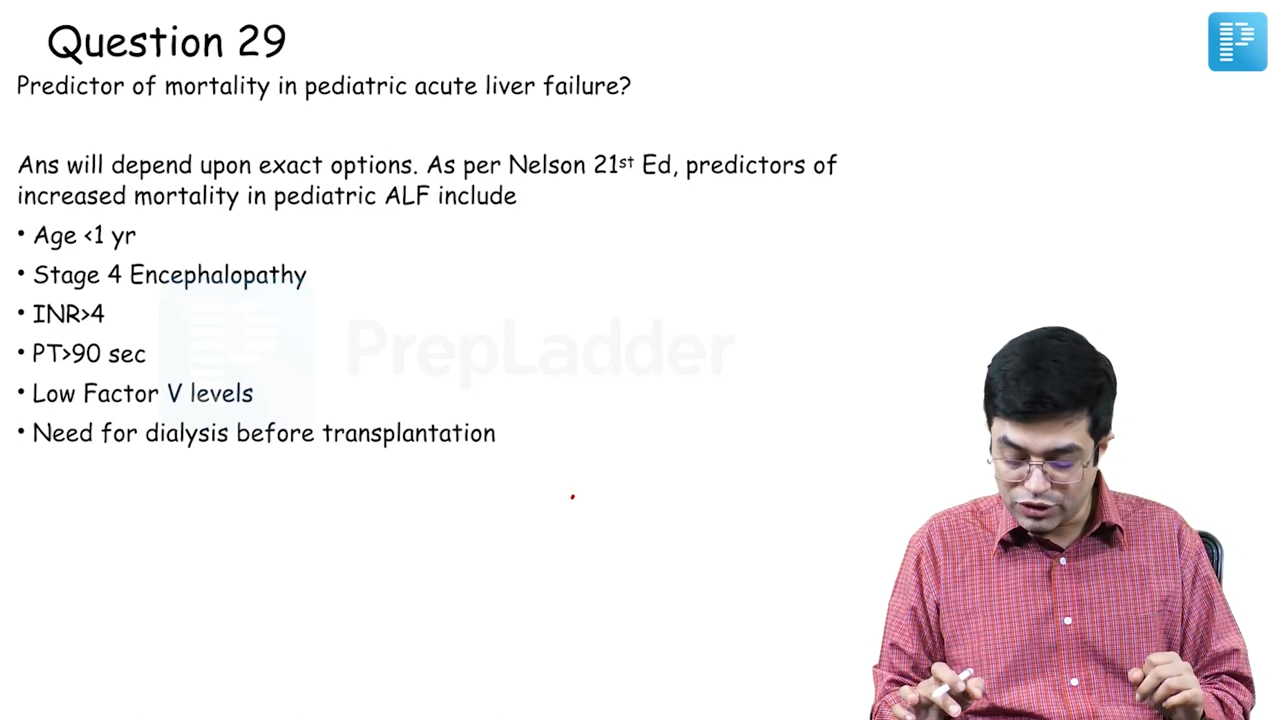 Question 29
Predictor of mortality in pediatric acute liver failure?
Ans will depend upon exact options. As per Nelson 21st Ed, predictors of
increased mortality in pediatric ALF include
• Age <1 yr
• Stage 4 Encephalopathy
• INR>4
• PT>90 sec
• Low Factor V levels
• Need for dialysis before transplantation
PrepLadder